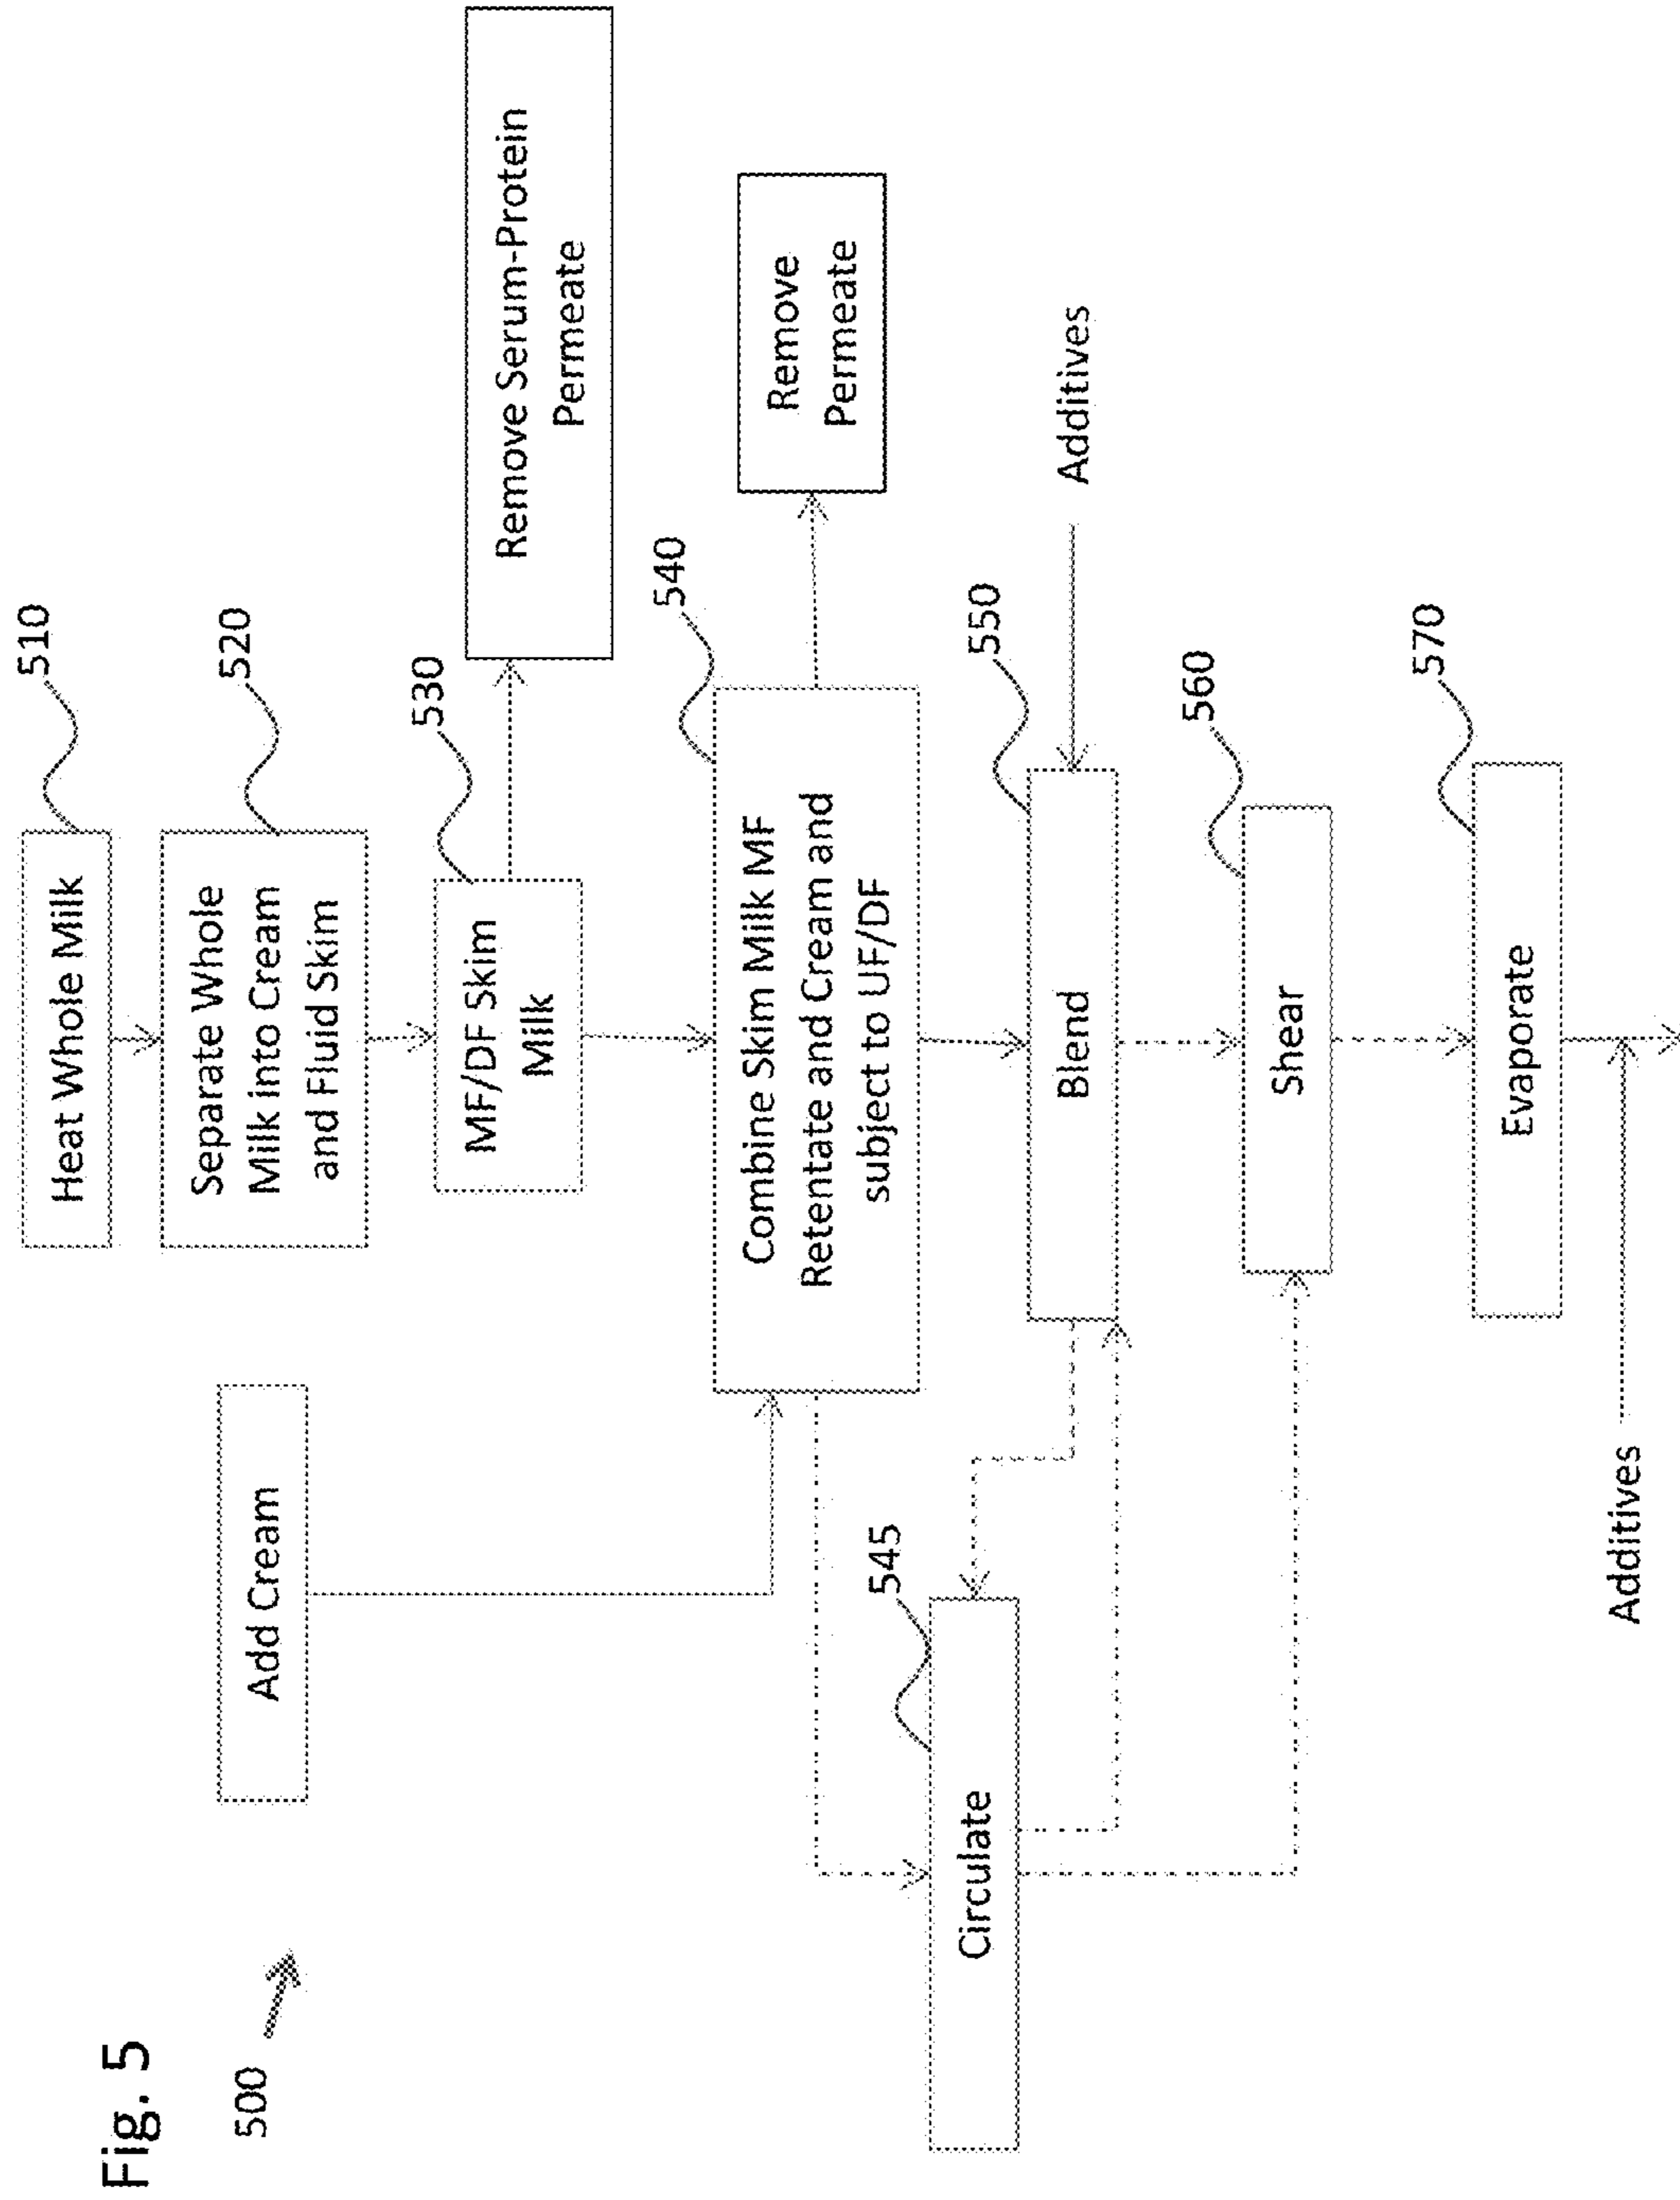 Fig. 5
500
Heat Whole Milk
510
Separate Whole
Milk into Cream
and Fluid Skim
520
Add Cream
MF/DF Skim
Milk
530
Remove Serum-Protein
Permeate
Combine Skim Milk MF
Retentate and Cream and
subject to UF/DF
540
Remove
Permeate
Circulate
545
Blend
550
Additives
Shear
560
Evaporate
570
Additives